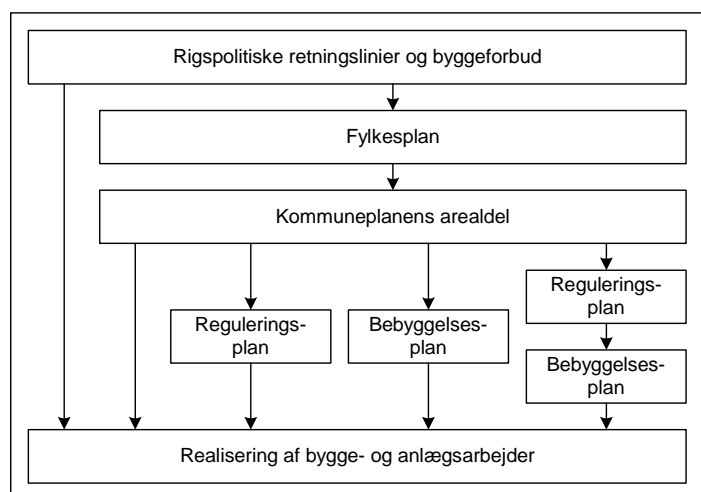 Rigspolitiske retningslinier og byggeforbud
Fylkesplan
Kommuneplanens arealdel
Regulerings-
plan
Bebyggelses-
plan
Regulerings-
plan
Bebyggelses-
plan
Realisering af bygge- og anlægsarbejder